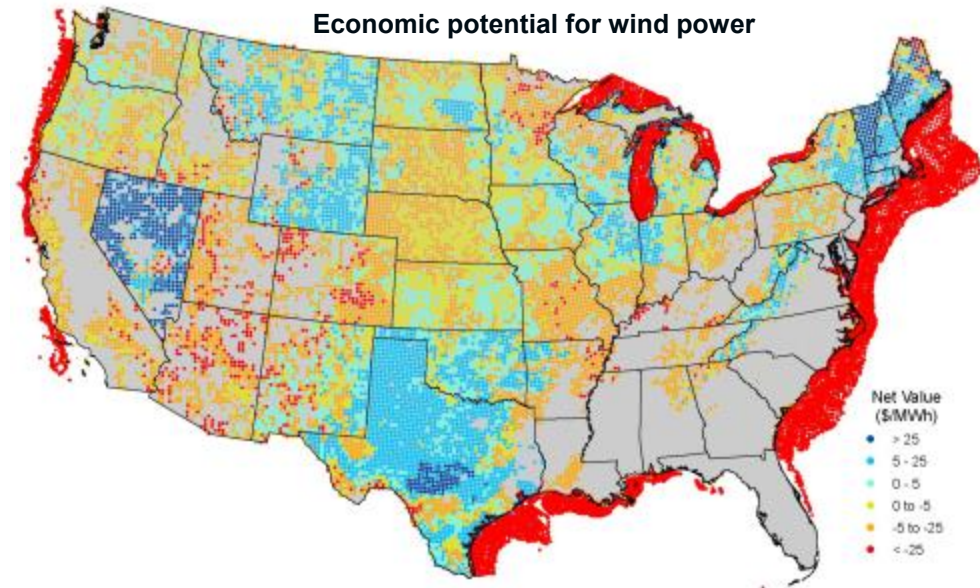 Economic potential for wind power
Net Value
($/MWh)
> 25
5 - 25
0 - 5
0 to -5
-5 to -25
< -25